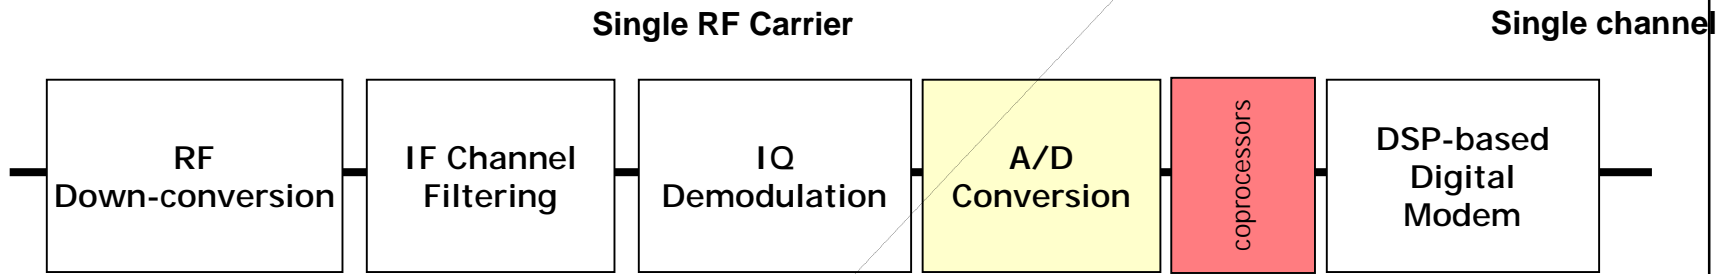 Single RF Carrier
Single channel
RF
Down-conversion
IF Channel
Filtering
IQ
Demodulation
A/D
Conversion
coprocessors
DSP-based
Digital
Modem